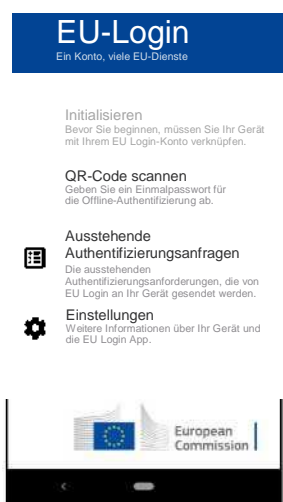 EU-Login
Ein Konto, viele EU-Dienste
Initialisieren
Bevor Sie beginnen, müssen Sie Ihr Gerät
mit Ihrem EU Login-Konto verknüpfen.
QR-Code scannen
Geben Sie ein Einmalpasswort für
die Offline-Authentifizierung ab.
Ausstehende
Authentifizierungsanfragen
Die ausstehenden
Authentifizierungsanforderungen, die von
EU Login an Ihr Gerät gesendet werden.
Einstellungen
Weitere Informationen über Ihr Gerät und
die EU Login App.
European
Commission